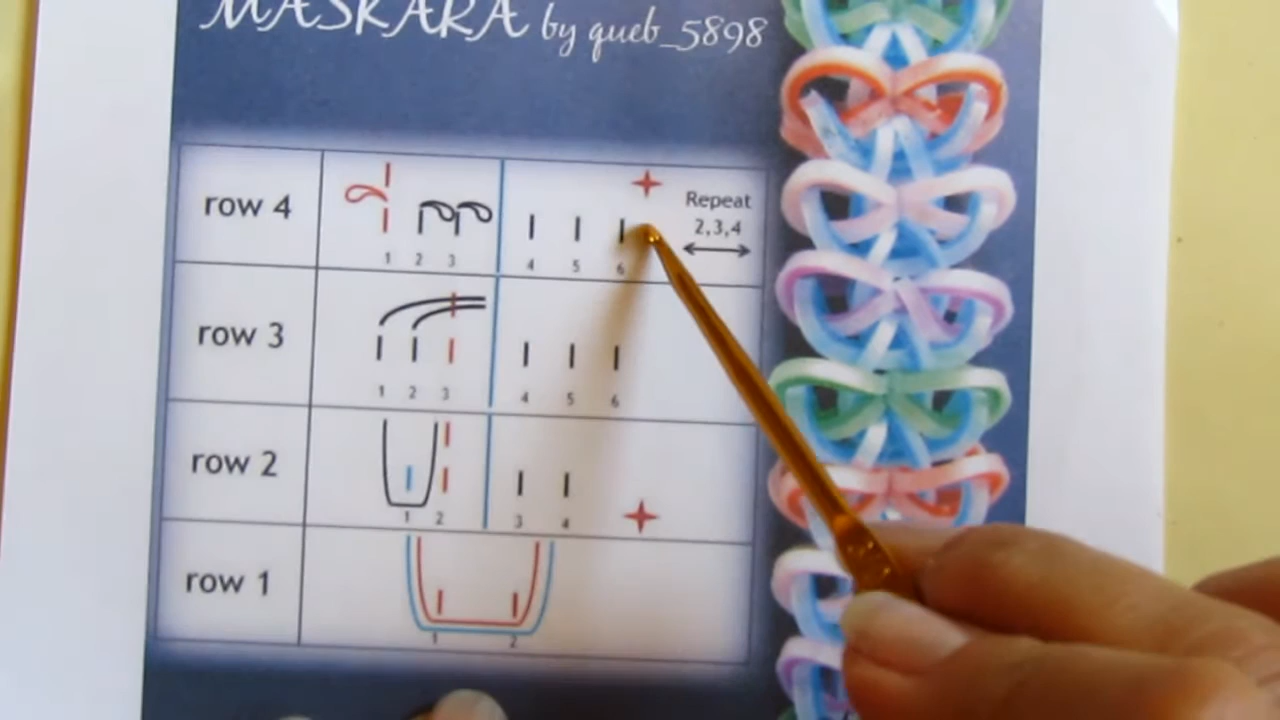 MASKARA by queb_5898
row 4
Repeat
2,3,4
1 2 3 4 5 6
row 3
1 2 3 4 5 6
row 2
1 2 3 4
row 1
1 2